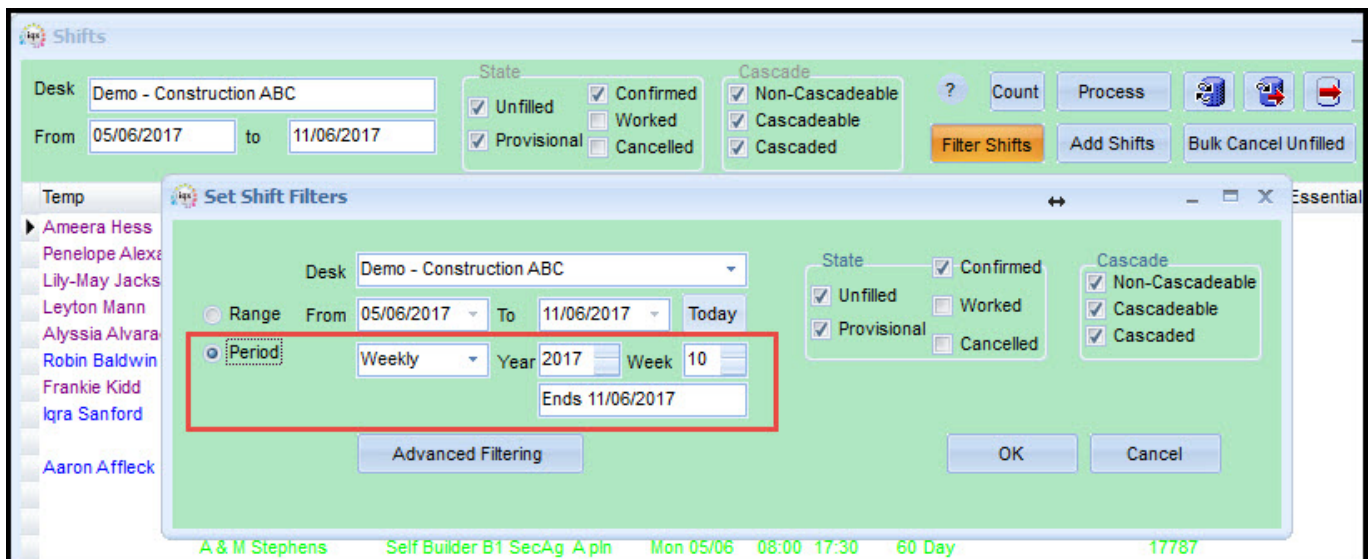 iqx Shifts
State
Cascade
Desk Demo - Construction ABC
Unfilled Confirmed Non-Cascadeable ? Count Process
Worked Cascadeable
From 05/06/2017 to 11/06/2017 Provisional Cancelled Cascaded Filter Shifts Add Shifts Bulk Cancel Unfilled
Temp Essential
iqx Set Shift Filters
Ameera Hess
Penelope Alexa
Lily-May Jacks
Leyton Mann
Alyssia Alvara
Robin Baldwin
Frankie Kidd
Iqra Sanford
Aaron Affleck
Desk Demo - Construction ABC
State Confirmed
Cascade
Non-Cascadeable
Range From 05/06/2017 To 11/06/2017 Today
Unfilled Worked Cascadeable
Provisional Cancelled Cascaded
Period Weekly Year 2017 Week 10
Ends 11/06/2017
Advanced Filtering OK Cancel
A & M Stephens Self Builder B1 SecAg A pln Mon 05/06 08:00 17:30 60 Day 17787